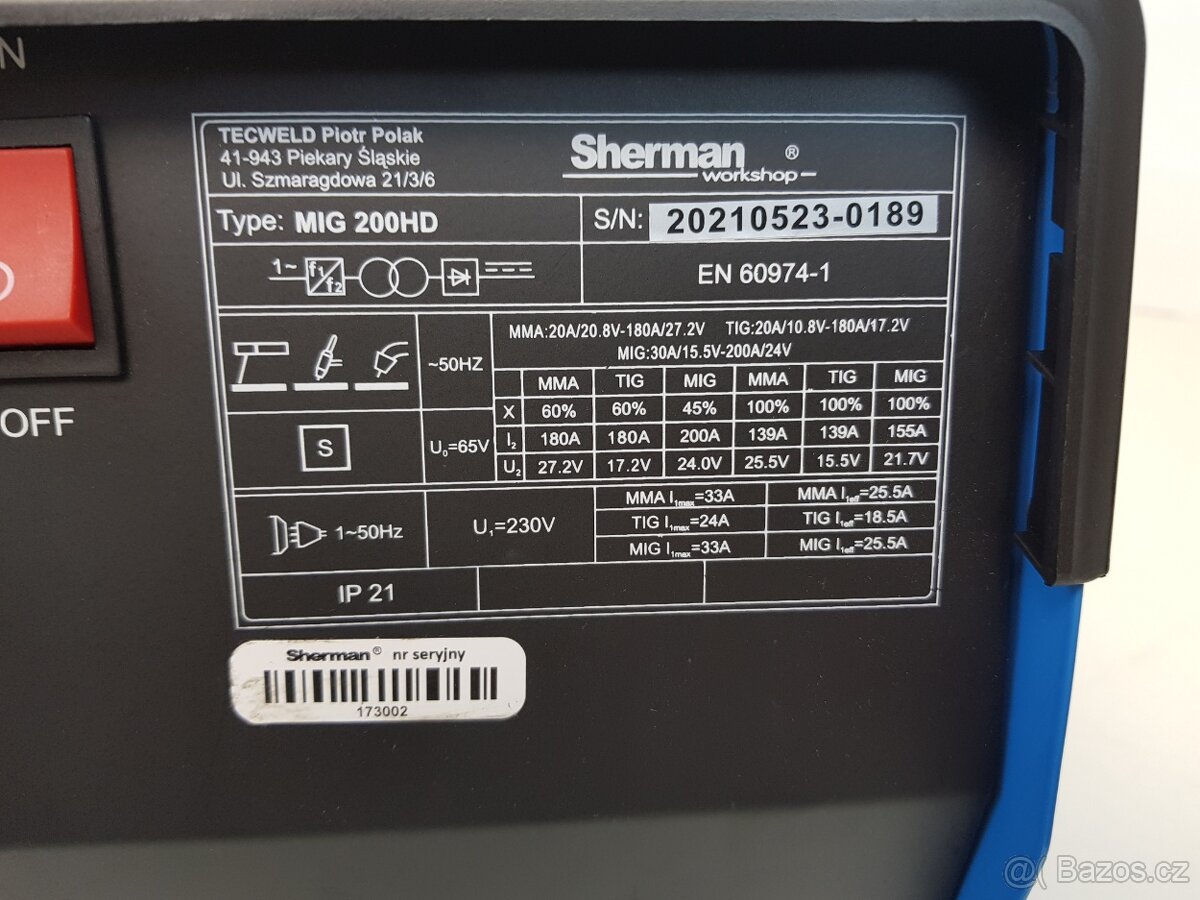 N
TECWELD Piotr Polak
41-943 Piekary Śląskie
Ul. Szmaragdowa 21/3/6
Sherman ®
workshop
Type: MIG 200HD
S/N: 20210523-0189
1~ f1/f2
EN 60974-1
MMA:20A/20.8V-180A/27.2V TIG:20A/10.8V-180A/17.2V
MIG:30A/15.5V-200A/24V
~50HZ
MMA TIG MIG MMA TIG MIG
X 60% 60% 45% 100% 100% 100%
I2 180A 180A 200A 139A 139A 155A
U2 27.2V 17.2V 24.0V 25.5V 15.5V 21.7V
S
U0=65V
OFF
1~50Hz
U1=230V
MMA I1max=33A MMA I1eff=25.5A
TIG I1max=24A TIG I1eff=18.5A
MIG I1max=33A MIG I1eff=25.5A
IP 21
Sherman® nr seryjny
173002
@( Bazos.cz